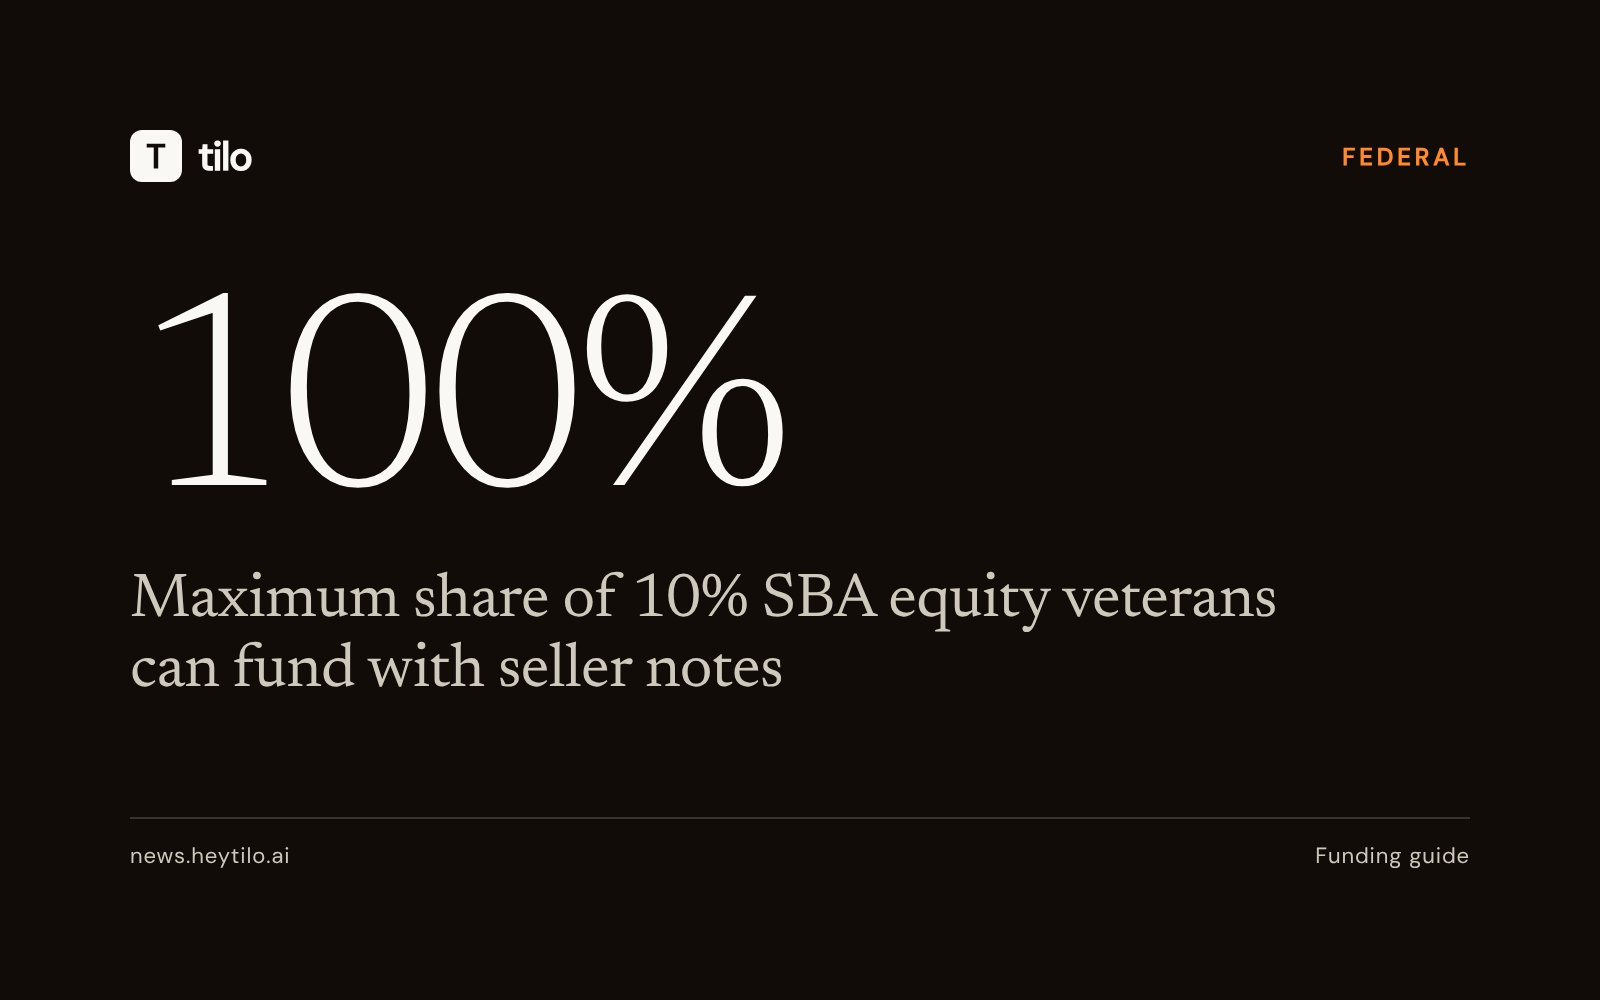 T tilo
FEDERAL
100%
Maximum share of 10% SBA equity veterans
can fund with seller notes
news.heytilo.ai
Funding guide